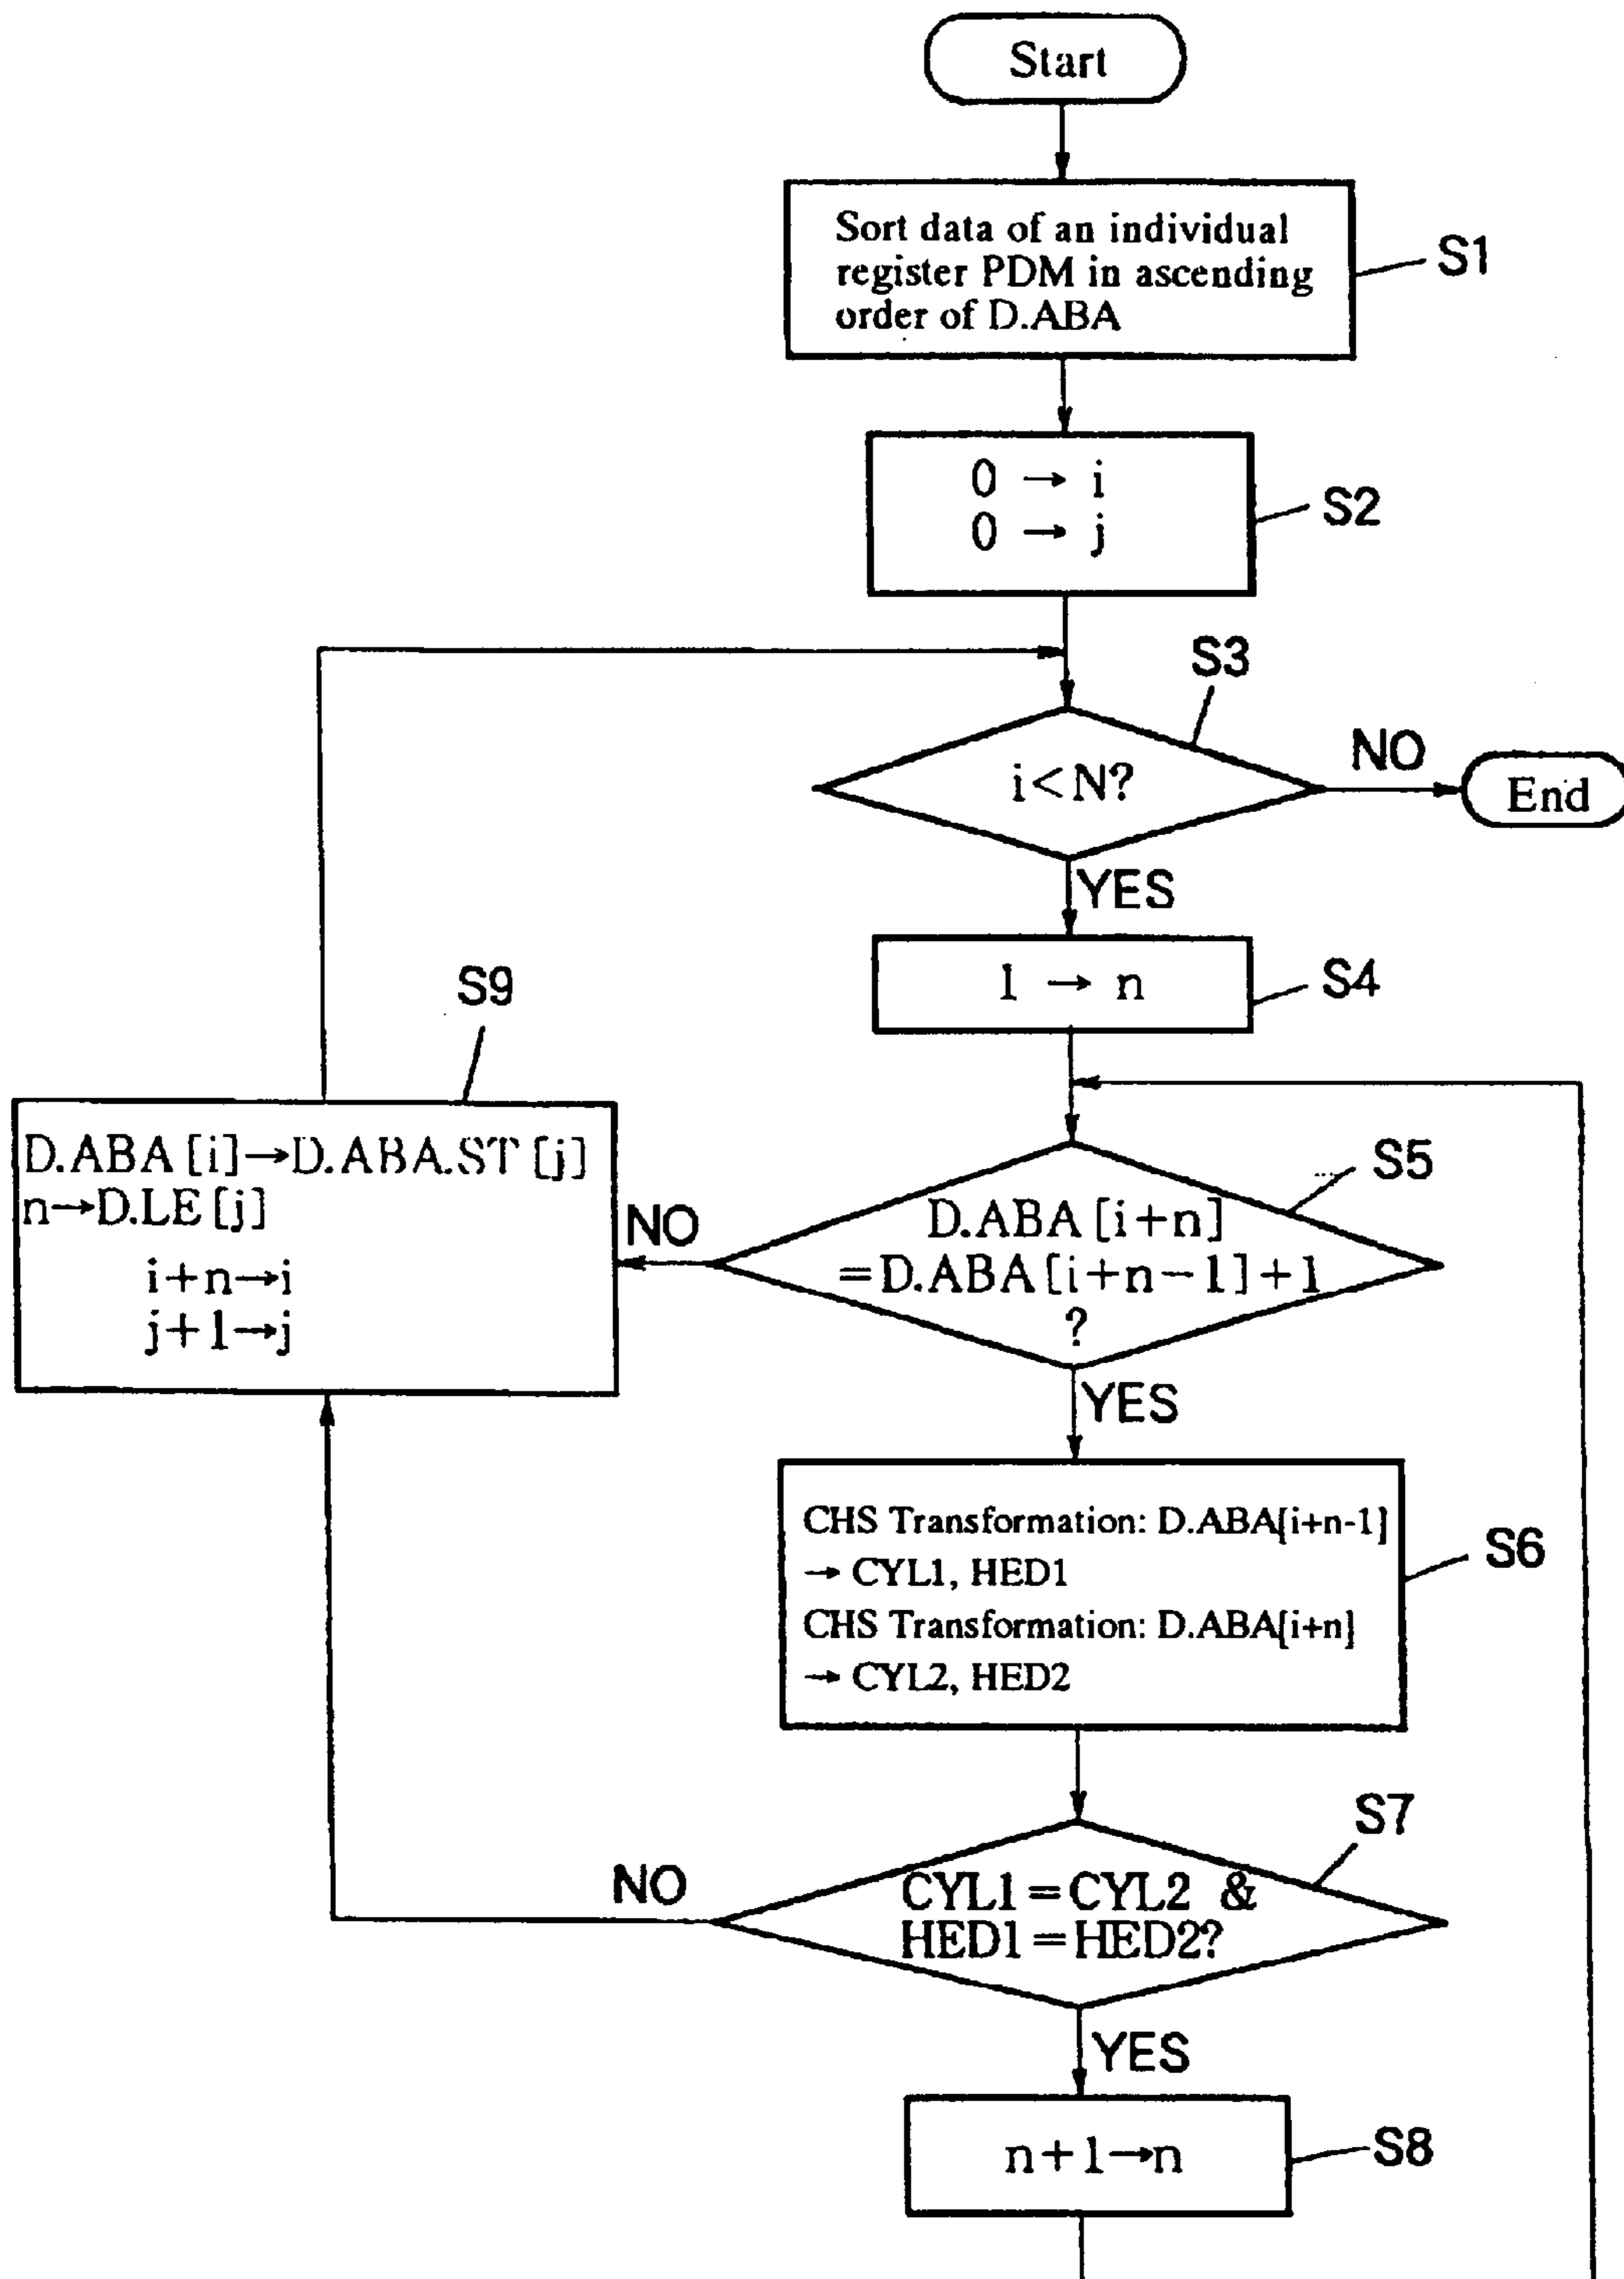 Start
Sort data of an individual
register PDM in ascending
order of D.ABA
S1
0 → i
0 → j
S2
S3
i<N?
NO
End
YES
1 → n
S4
S9
D.ABA[i]→D.ABA.ST[j]
n→D.LE[j]
i+n→i
j+1→j
NO
D.ABA[i+n]
=D.ABA[i+n-1]+1
?
S5
YES
CHS Transformation: D.ABA[i+n-1]
→ CYL1, HED1
CHS Transformation: D.ABA[i+n]
→ CYL2, HED2
S6
S7
NO
CYL1=CYL2 &
HED1=HED2?
YES
n+1→n
S8